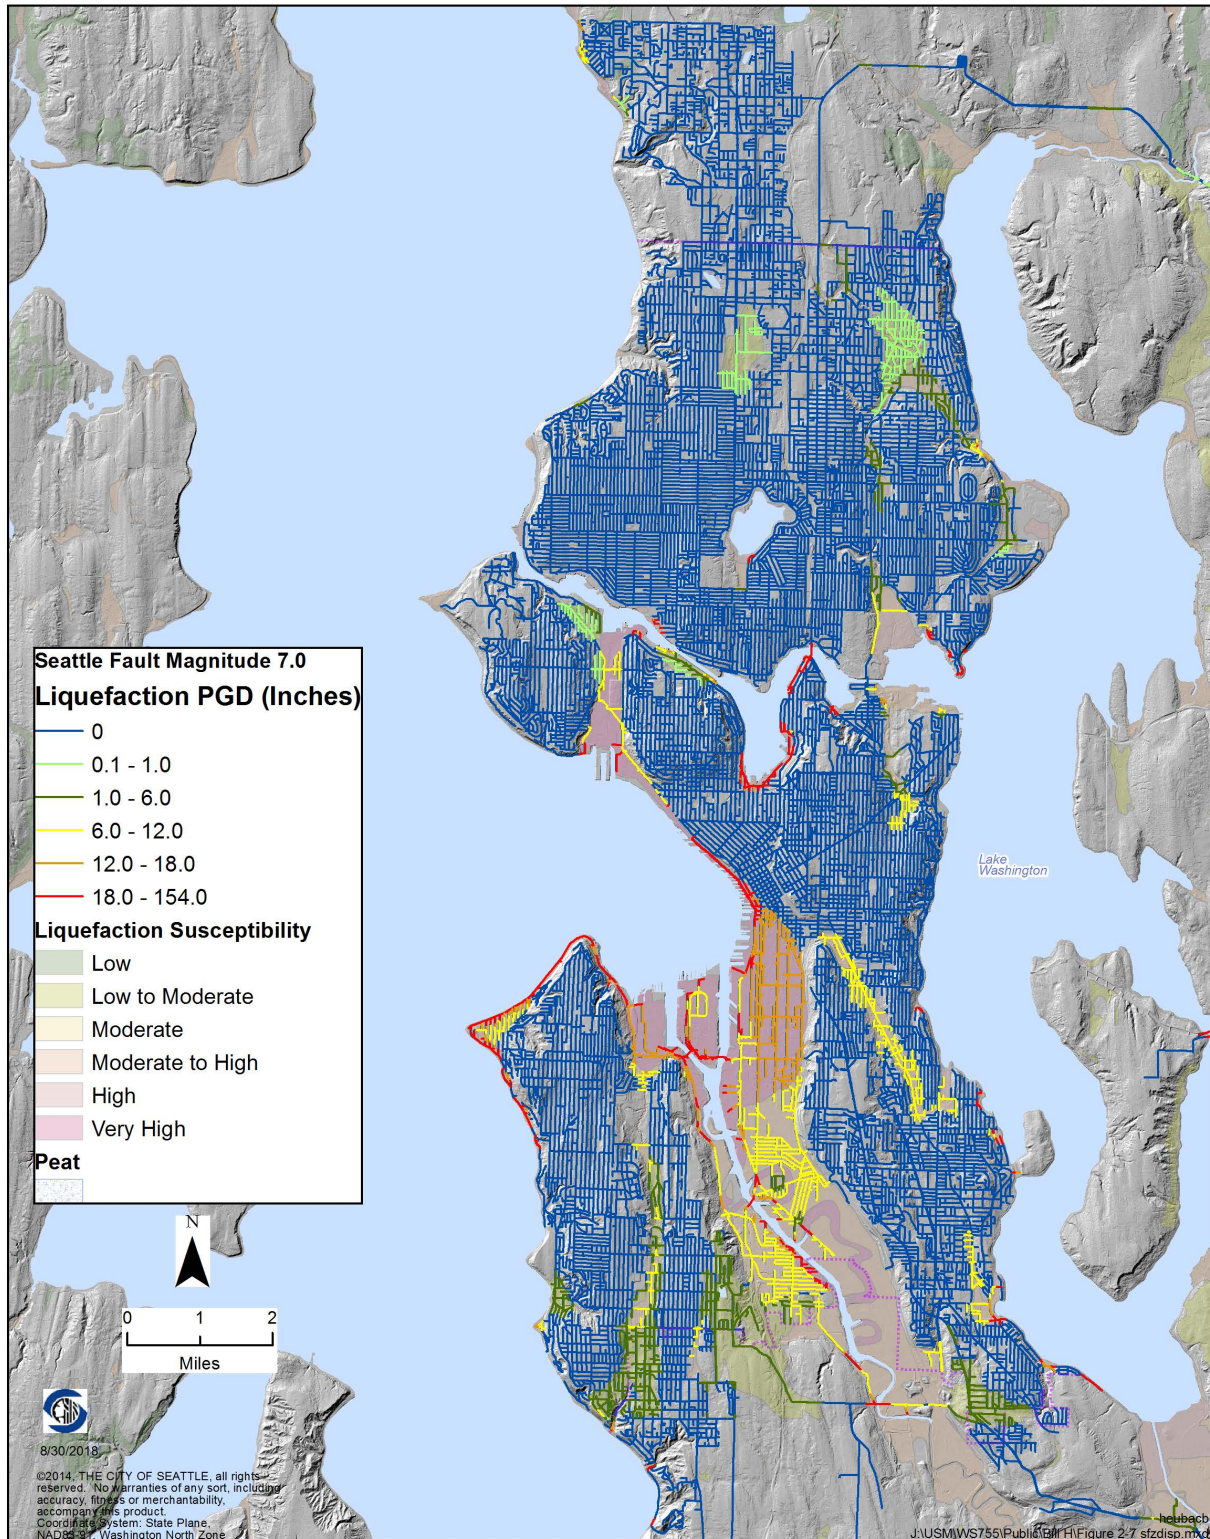 Lake
Washington
Seattle Fault Magnitude 7.0
Liquefaction PGD (Inches)
0
0.1 - 1.0
1.0 - 6.0
6.0 - 12.0
12.0 - 18.0
18.0 - 154.0
Liquefaction Susceptibility
Low
Low to Moderate
Moderate
Moderate to High
High
Very High
Peat
N
0 1 2
Miles
8/30/2018
©2014, THE CITY OF SEATTLE, all rights
reserved. No warranties of any sort, including
accuracy, fitness or merchantability,
accompany this product.
Coordinate System: State Plane,
NAD83-91, Washington North Zone
heubacb
J:\USM\WS755\Public\Bill H\Figure 2-7 sfzdisp.mxd